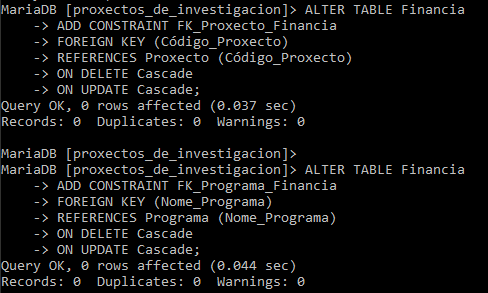 MariaDB [proxectos_de_investigacion]> ALTER TABLE Financia
    -> ADD CONSTRAINT FK_Proxecto_Financia
    -> FOREIGN KEY (Código_Proxecto)
    -> REFERENCES Proxecto (Código_Proxecto)
    -> ON DELETE Cascade
    -> ON UPDATE Cascade;
Query OK, 0 rows affected (0.037 sec)
Records: 0  Duplicates: 0  Warnings: 0

MariaDB [proxectos_de_investigacion]>
MariaDB [proxectos_de_investigacion]> ALTER TABLE Financia
    -> ADD CONSTRAINT FK_Programa_Financia
    -> FOREIGN KEY (Nome_Programa)
    -> REFERENCES Programa (Nome_Programa)
    -> ON DELETE Cascade
    -> ON UPDATE Cascade;
Query OK, 0 rows affected (0.044 sec)
Records: 0  Duplicates: 0  Warnings: 0